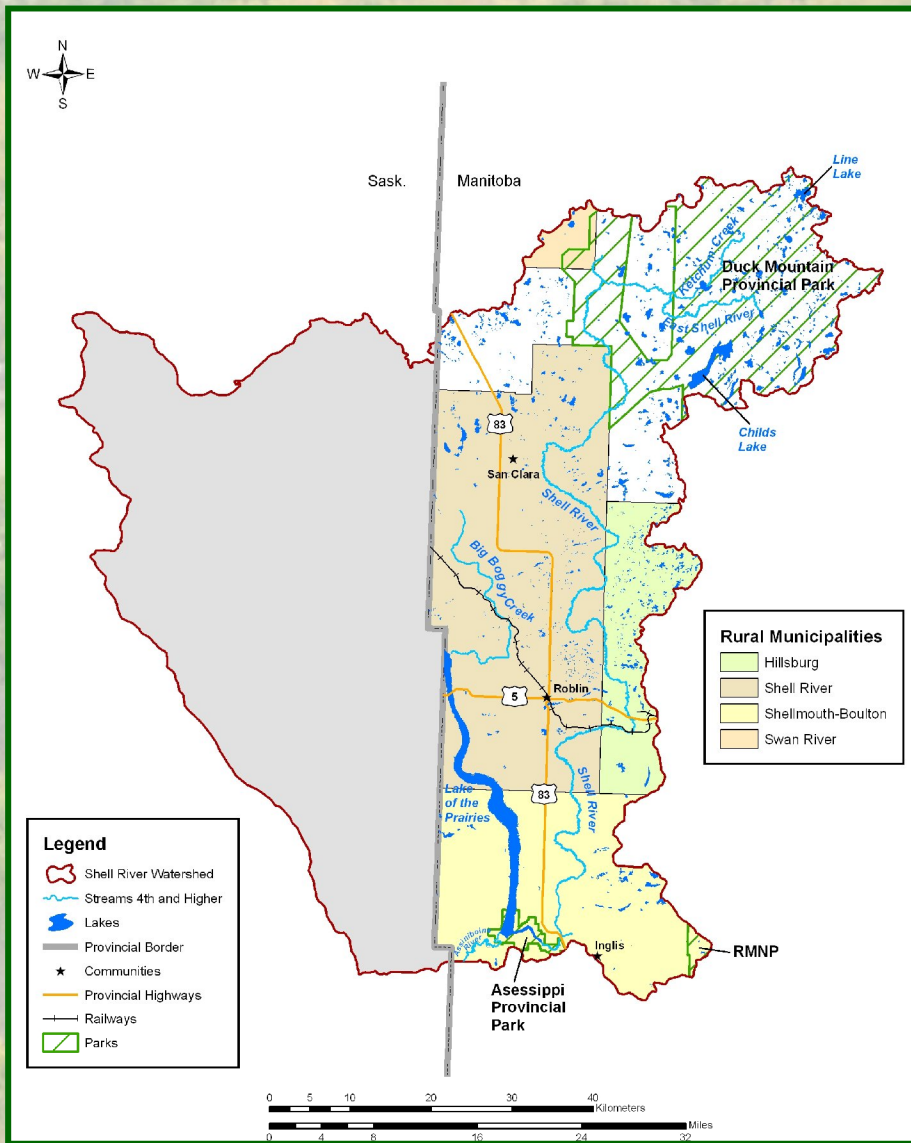 N
W E
S
Sask. Manitoba
Line
Lake
Ketchum Creek
Duck Mountain
Provincial Park
East Shell River
Childs
Lake
83
San Clara
Shell River
Big Boggy Creek
Rural Municipalities
Hillsburg
Shell River
Shellmouth-Boulton
Swan River
5
Roblin
Lake
of the
Prairies
83
Shell River
Legend
Shell River Watershed
Streams 4th and Higher
Lakes
Provincial Border
Communities
Provincial Highways
Railways
Parks
Assiniboine
River
Inglis
RMNP
Asessippi
Provincial
Park
0 5 10 20 30 40
Kilometers
Miles
0 4 8 16 24 32